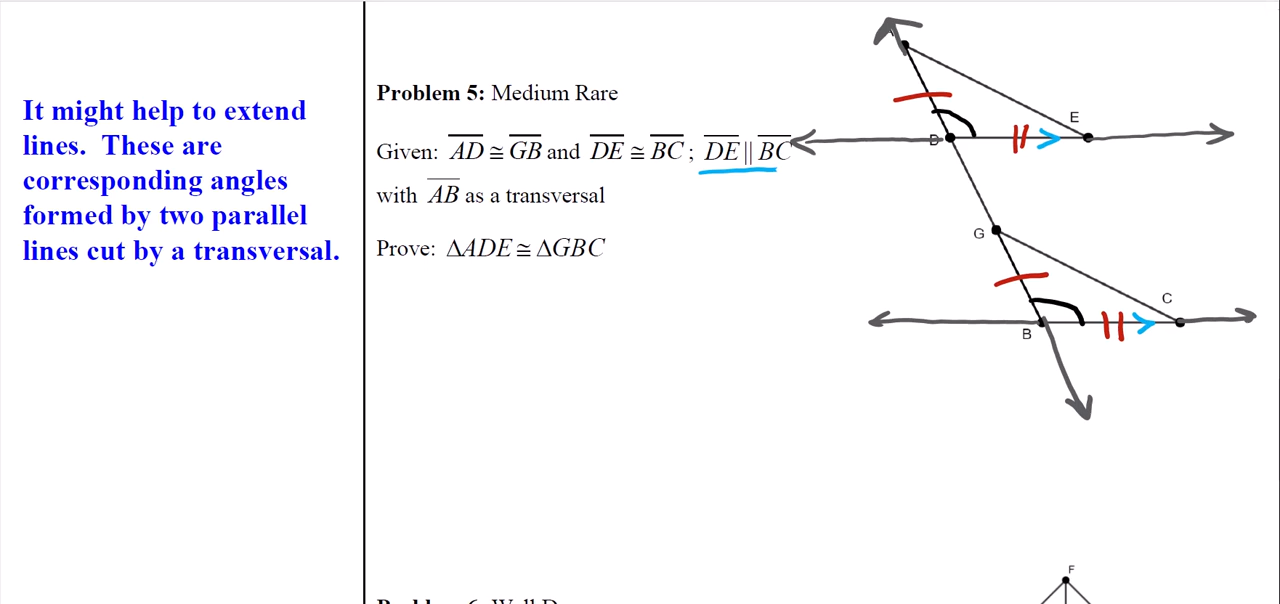 It might help to extend
lines. These are
corresponding angles
formed by two parallel
lines cut by a transversal.
Problem 5: Medium Rare
Given: AD ≅ GB and DE ≅ BC ; DE || BC
with AB as a transversal
Prove: ΔADE ≅ ΔGBC
E
D
G
C
B
F